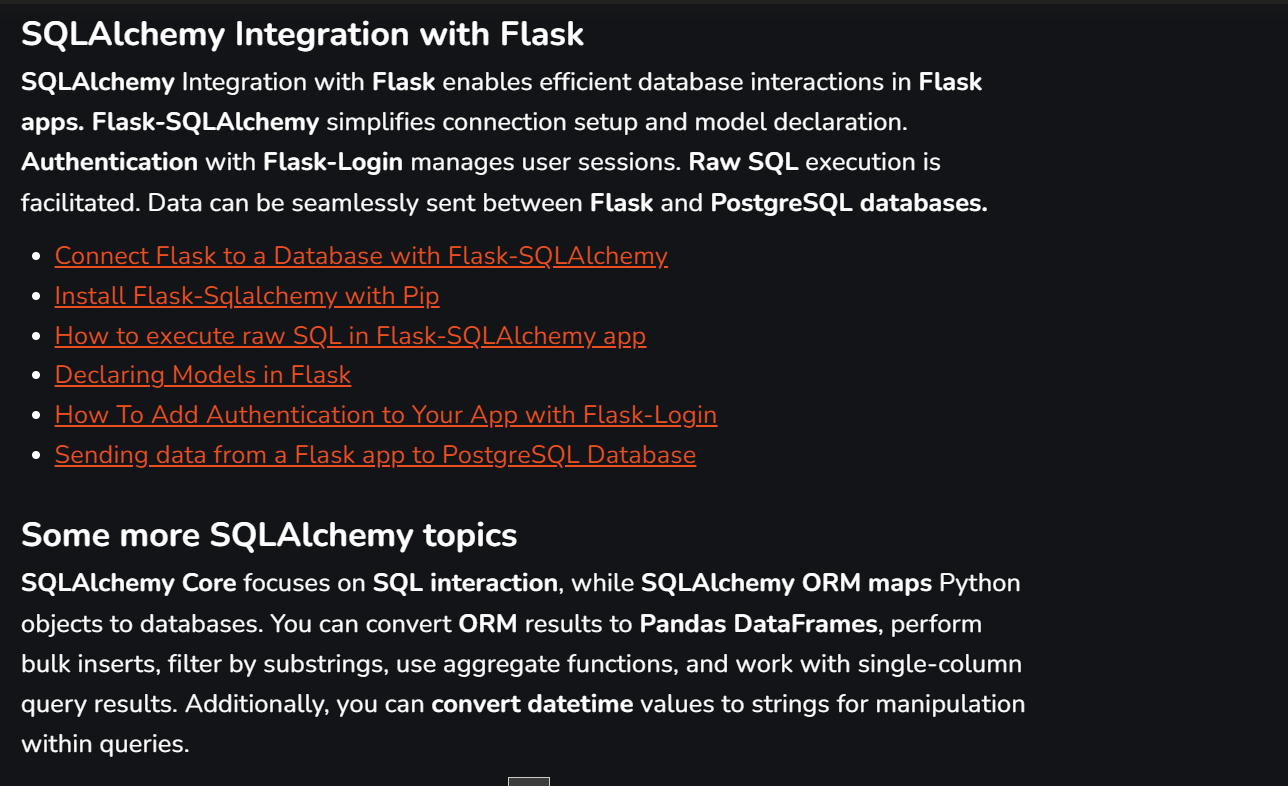 SQLAlchemy Integration with Flask
SQLAlchemy Integration with Flask enables efficient database interactions in Flask
apps. Flask-SQLAlchemy simplifies connection setup and model declaration.
Authentication with Flask-Login manages user sessions. Raw SQL execution is
facilitated. Data can be seamlessly sent between Flask and PostgreSQL databases.
• Connect Flask to a Database with Flask-SQLAlchemy
• Install Flask-Sqlalchemy with Pip
• How to execute raw SQL in Flask-SQLAlchemy app
• Declaring Models in Flask
• How To Add Authentication to Your App with Flask-Login
• Sending data from a Flask app to PostgreSQL Database
Some more SQLAlchemy topics
SQLAlchemy Core focuses on SQL interaction, while SQLAlchemy ORM maps Python
objects to databases. You can convert ORM results to Pandas DataFrames, perform
bulk inserts, filter by substrings, use aggregate functions, and work with single-column
query results. Additionally, you can convert datetime values to strings for manipulation
within queries.